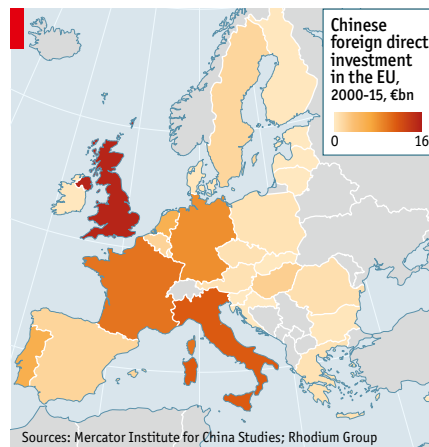 Chinese
foreign direct
investment
in the EU,
2000-15, €bn
0 16
Sources: Mercator Institute for China Studies; Rhodium Group